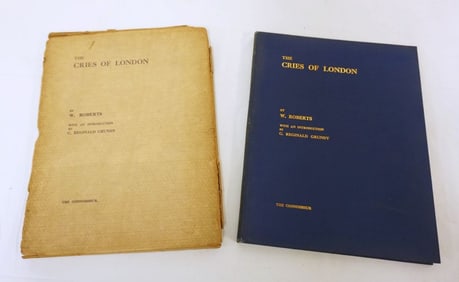 THE
CRIES OF LONDON
BY
W. ROBERTS
WITH AN INTRODUCTION
BY
C. REGINALD GRUNDY
THE CONNOISSEUR,
THE
CRIES OF LONDON
BY
W. ROBERTS
WITH AN INTRODUCTION
BY
C. REGINALD GRUNDY
THE CONNOISSEUR